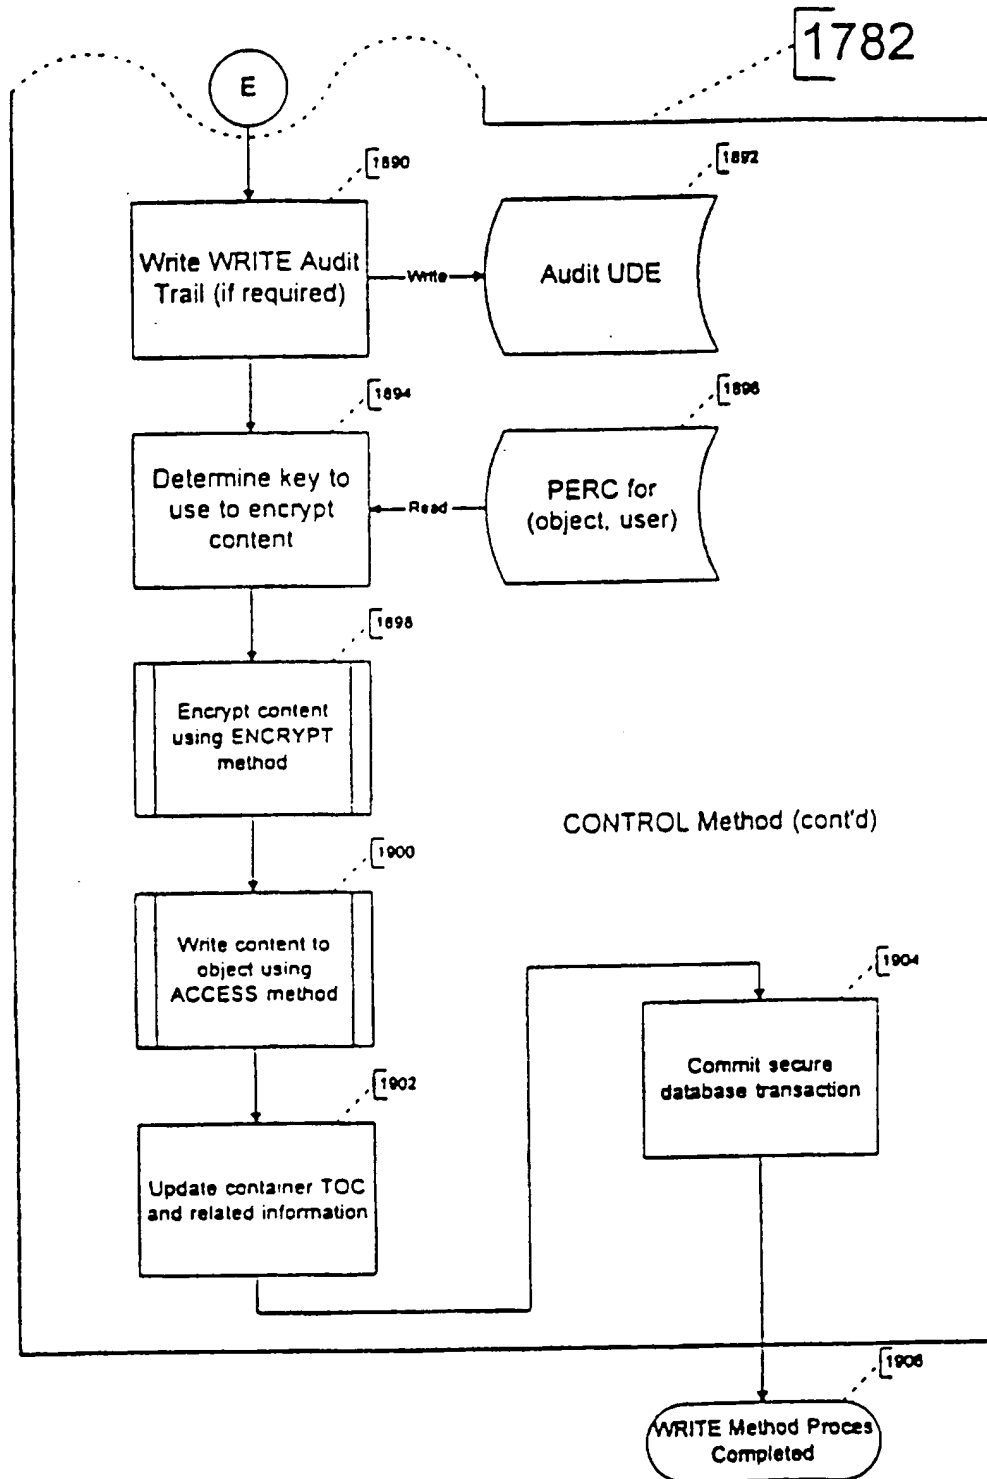 1782
E
1890
1892
Write WRITE Audit
Trail (if required)
Write
Audit UDE
1894
1896
Determine key to
use to encrypt
content
Read
PERC for
(object, user)
1898
Encrypt content
using ENCRYPT
method
CONTROL Method (cont'd)
1900
Write content to
object using
ACCESS method
1904
Commit secure
database transaction
1902
Update container TOC
and related information
1906
WRITE Method Proces
Completed